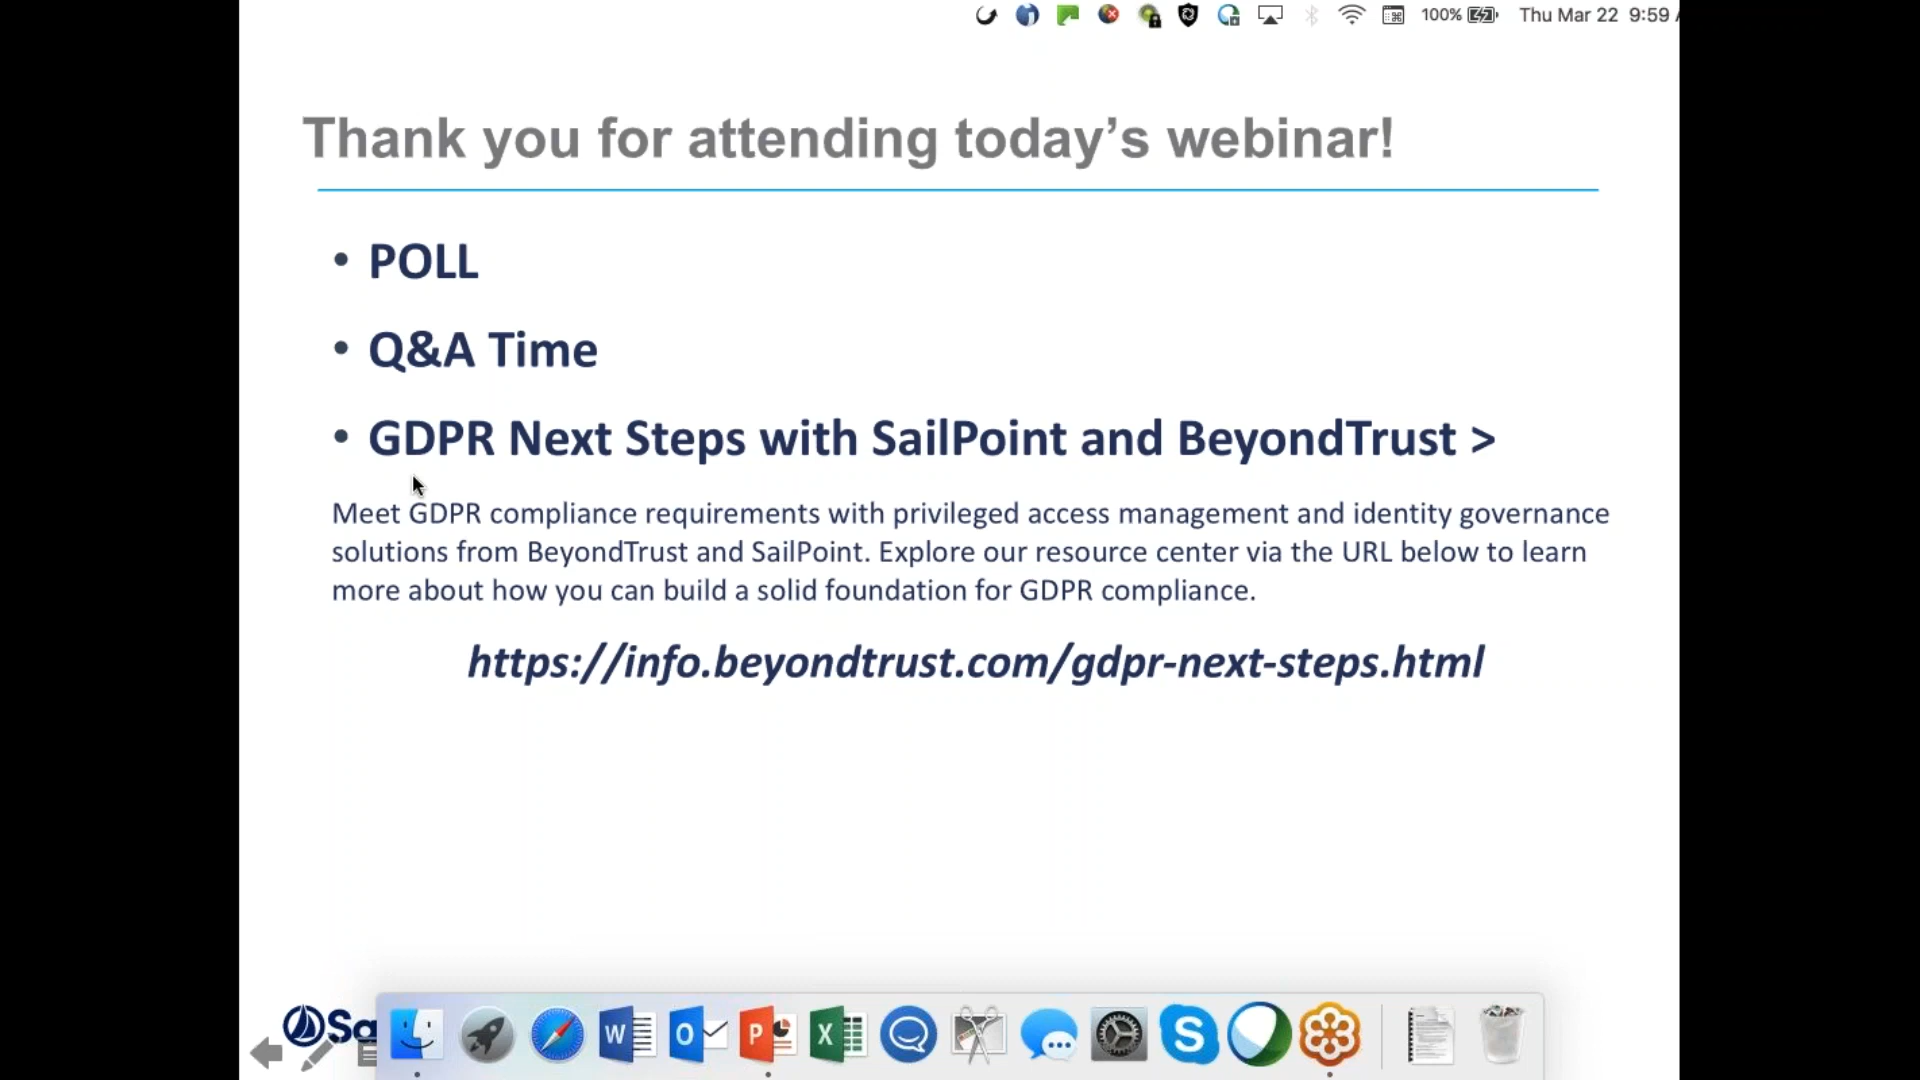 100% Thu Mar 22 9:59
Thank you for attending today’s webinar!
• POLL
• Q&A Time
• GDPR Next Steps with SailPoint and BeyondTrust >
Meet GDPR compliance requirements with privileged access management and identity governance
solutions from BeyondTrust and SailPoint. Explore our resource center via the URL below to learn
more about how you can build a solid foundation for GDPR compliance.
https://info.beyondtrust.com/gdpr-next-steps.html
Sa
W O P X S